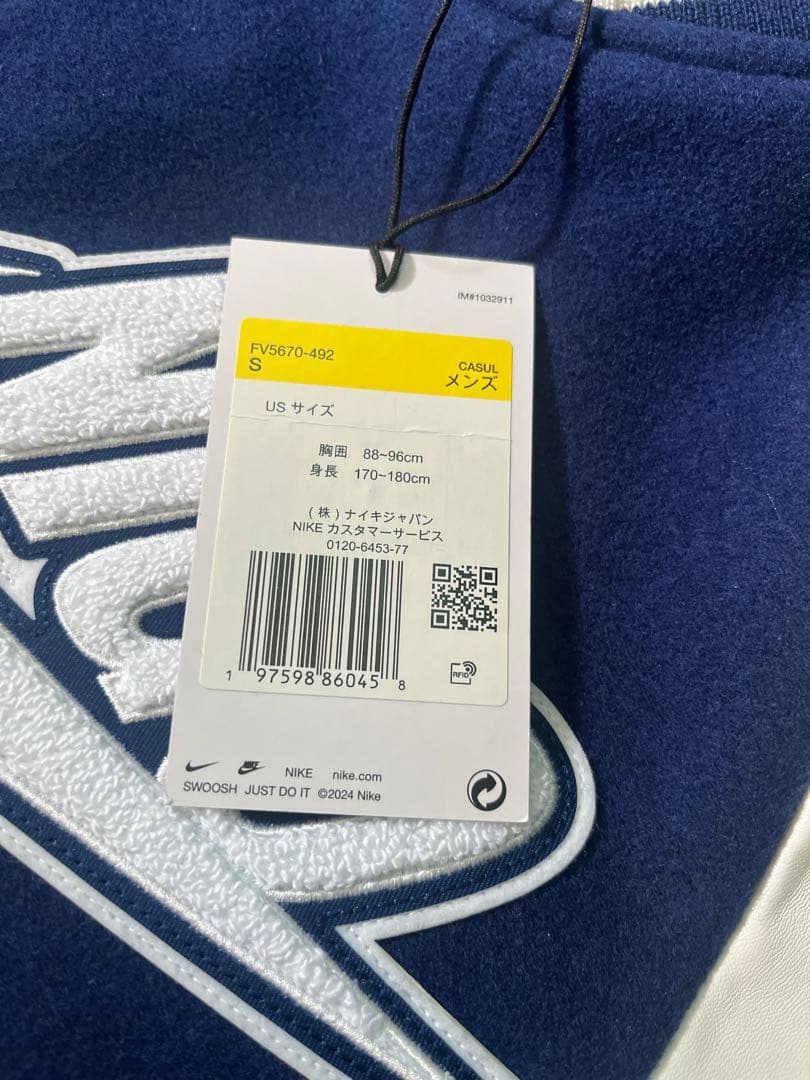 IM#1032911
FV5670-492
S
CASUL
メンズ
US サイズ
胸囲 88~96cm
身長 170~180cm
(株)ナイキジャパン
NIKE カスタマーサービス
0120-6453-77
1 97598 86045 8
RFID
NIKE nike.com
SWOOSH JUST DO IT ©2024 Nike